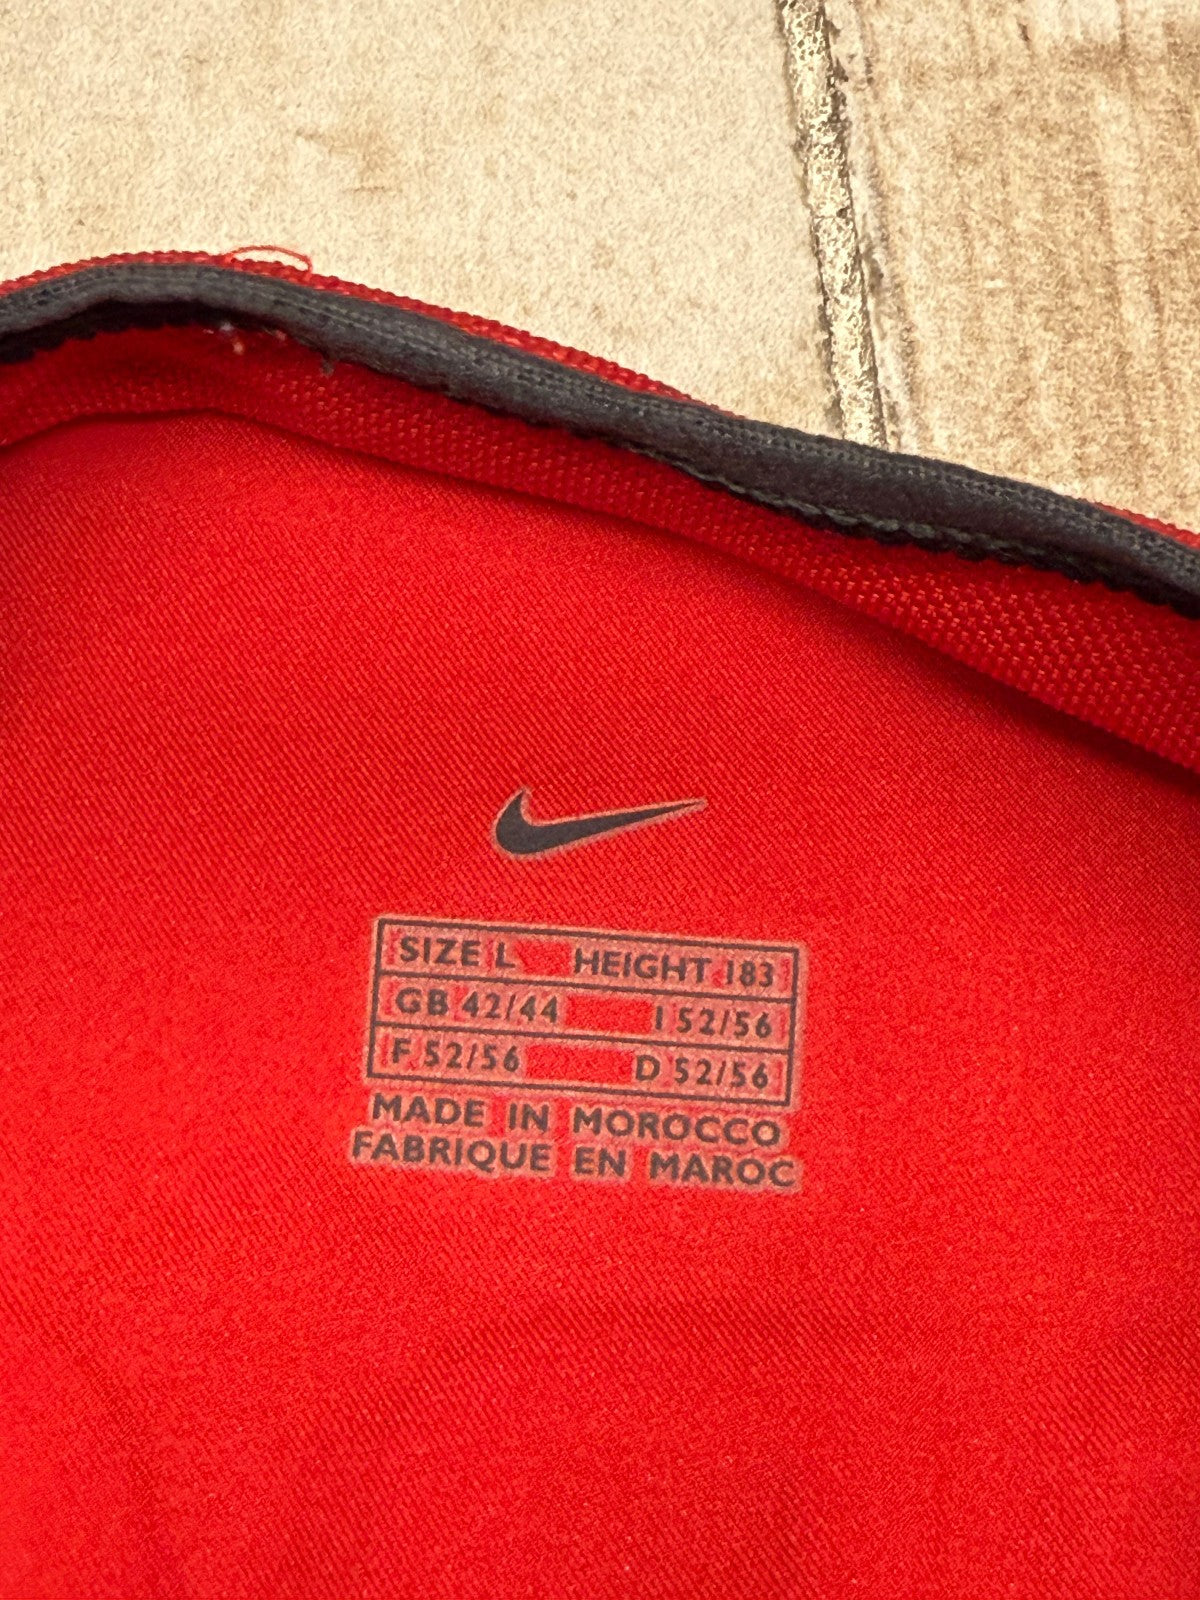 SIZE L HEIGHT 183
GB 42/44 I 52/56
F 52/56 D 52/56
MADE IN MOROCCO
FABRIQUE EN MAROC